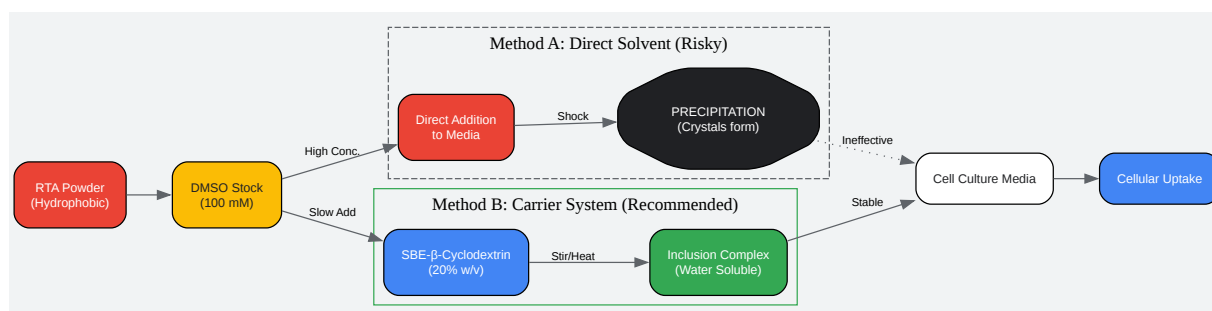 RTA Powder
(Hydrophobic)
DMSO Stock
(100 mM)
High Conc.
Slow Add
Method A: Direct Solvent (Risky)
Direct Addition
to Media
Shock
PRECIPITATION
(Crystals form)
Ineffective
Method B: Carrier System (Recommended)
SBE-β-Cyclodextrin
(20% w/v)
Stir/Heat
Inclusion Complex
(Water Soluble)
Stable
Cell Culture Media
Cellular Uptake